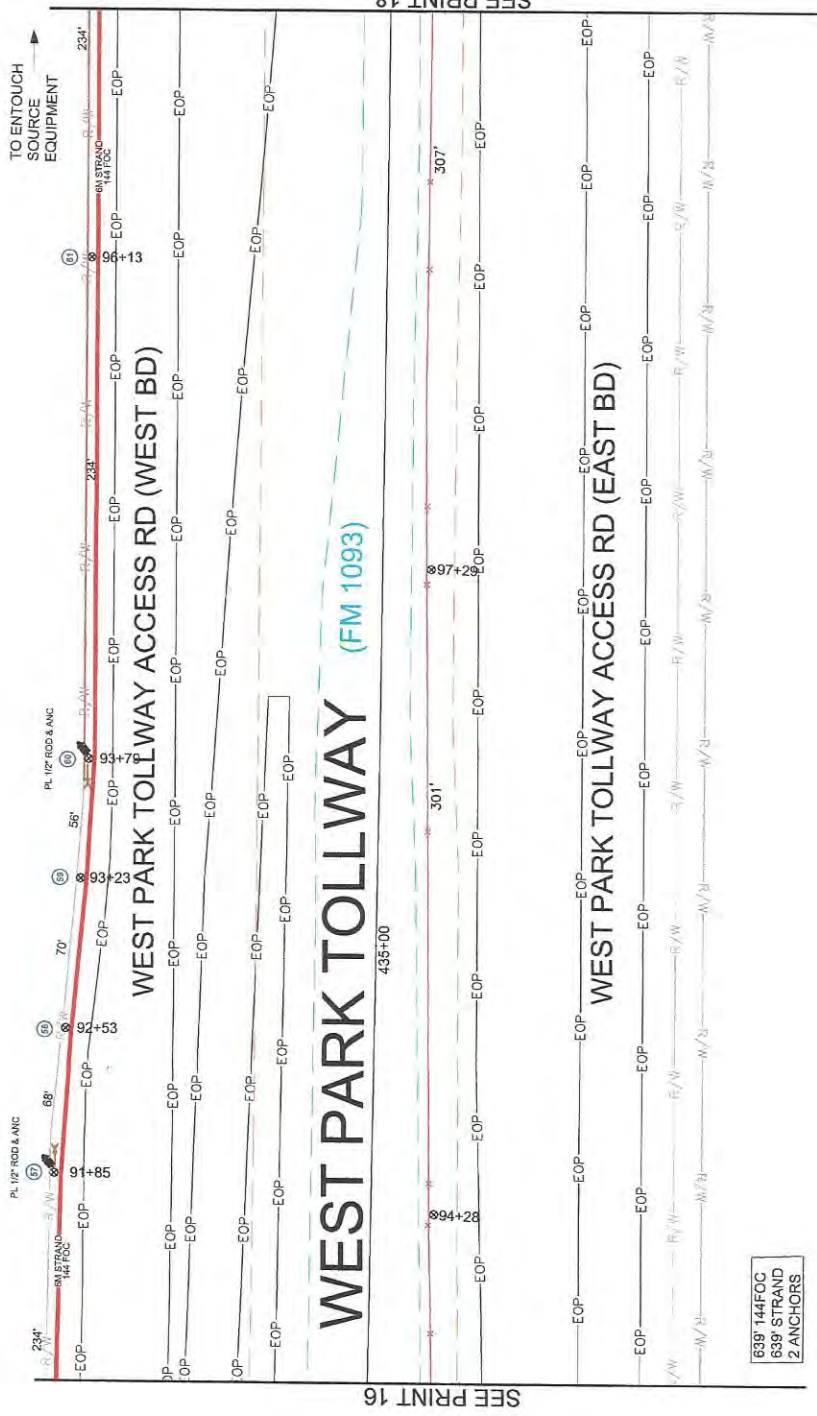 SEE PRINT 18
TO ENTOUCH
SOURCE
EQUIPMENT
234'
R/W
6M STRAND
144 FOC
EOP
61
96+13
234'
PL 1/2" ROD & ANC
60
93+79
56'
59
93+23
70'
58
92+53
68'
PL 1/2" ROD & ANC
57
91+85
6M STRAND
144 FOC
234'
WEST PARK TOLLWAY ACCESS RD (WEST BD)
WEST PARK TOLLWAY (FM 1093)
435+00
307'
97+29
301'
94+28
WEST PARK TOLLWAY ACCESS RD (EAST BD)
EOP
R/W
639' 144FOC
639' STRAND
2 ANCHORS
SEE PRINT 16